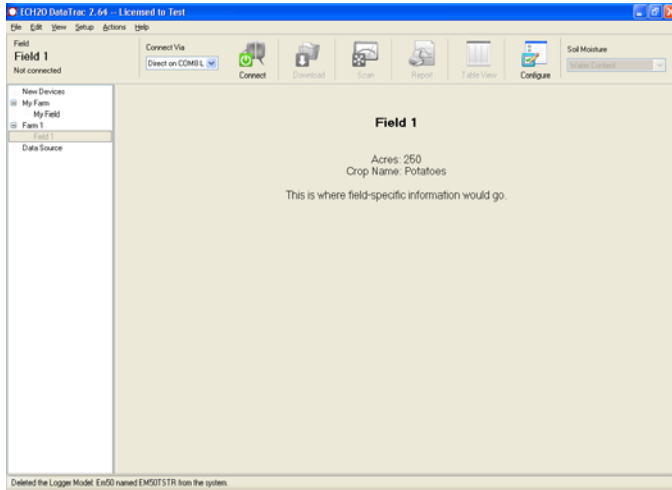 ECH2O DataTrac 2.64 -- Licensed to Test
File Edit View Setup Actions Help
Field
Field 1
Not connected
Connect Via
Direct on COM8 L
Connect
Download
Scan
Report
Table View
Configure
Soil Moisture
Water Content
New Devices
My Farm
My Field
Farm 1
Field 1
Data Source
Field 1
Acres: 250
Crop Name: Potatoes
This is where field-specific information would go.
Deleted the Logger Model: Em50 named EM50TSTR from the system.